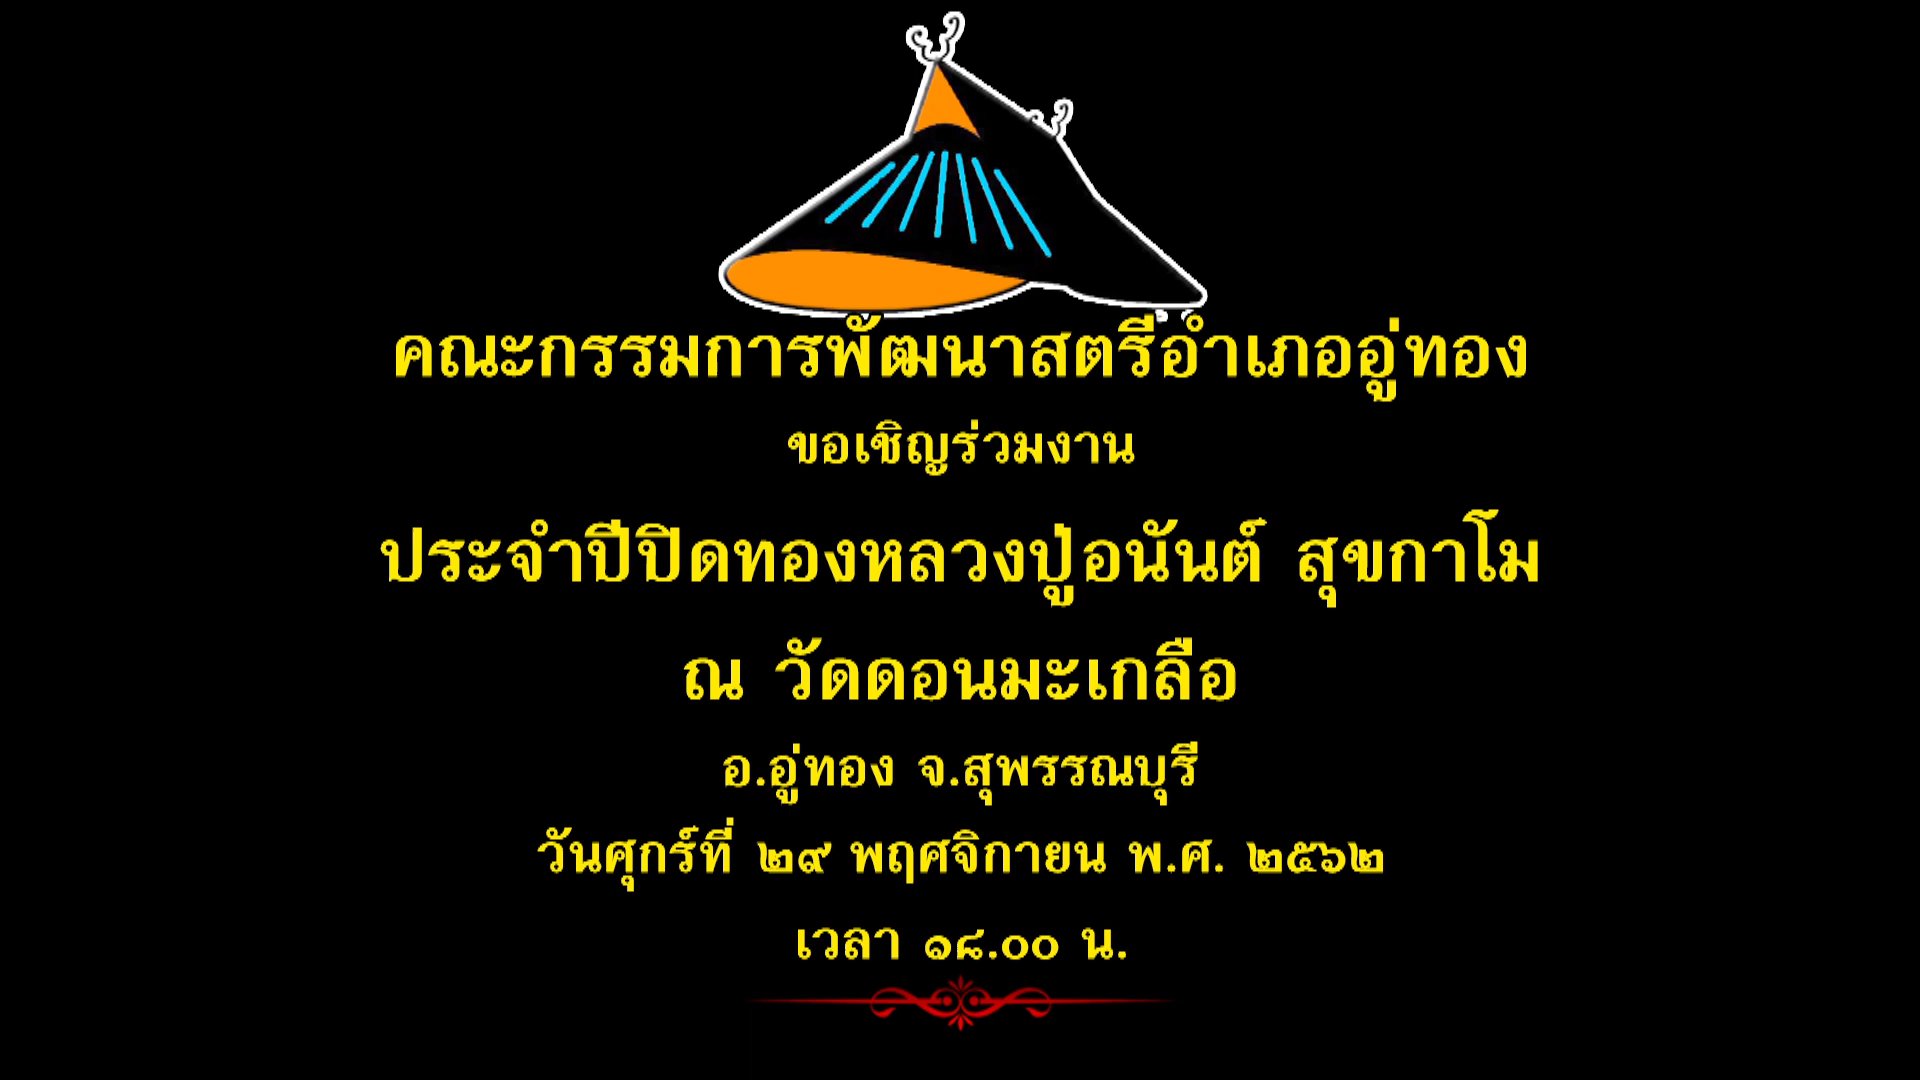 คณะกรรมการพัฒนาสตรีอำเภออู่ทอง
ขอเชิญร่วมงาน
ประจำปีปิดทองหลวงปู่อนันต์ สุขกาโม
ณ วัดดอนมะเกลือ
อ.อู่ทอง จ.สุพรรณบุรี
วันศุกร์ที่ ๒๙ พฤศจิกายน พ.ศ. ๒๕๖๒
เวลา ๑๘.๐๐ น.